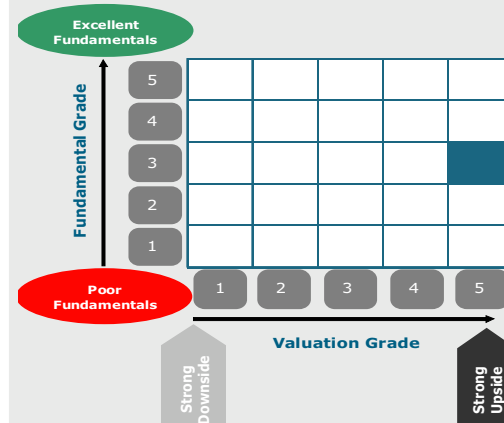 Excellent
Fundamentals
Fundamental Grade
5
4
3
2
1
Poor
Fundamentals
1
2
3
4
5
Valuation Grade
Strong
Downside
Strong
Upside